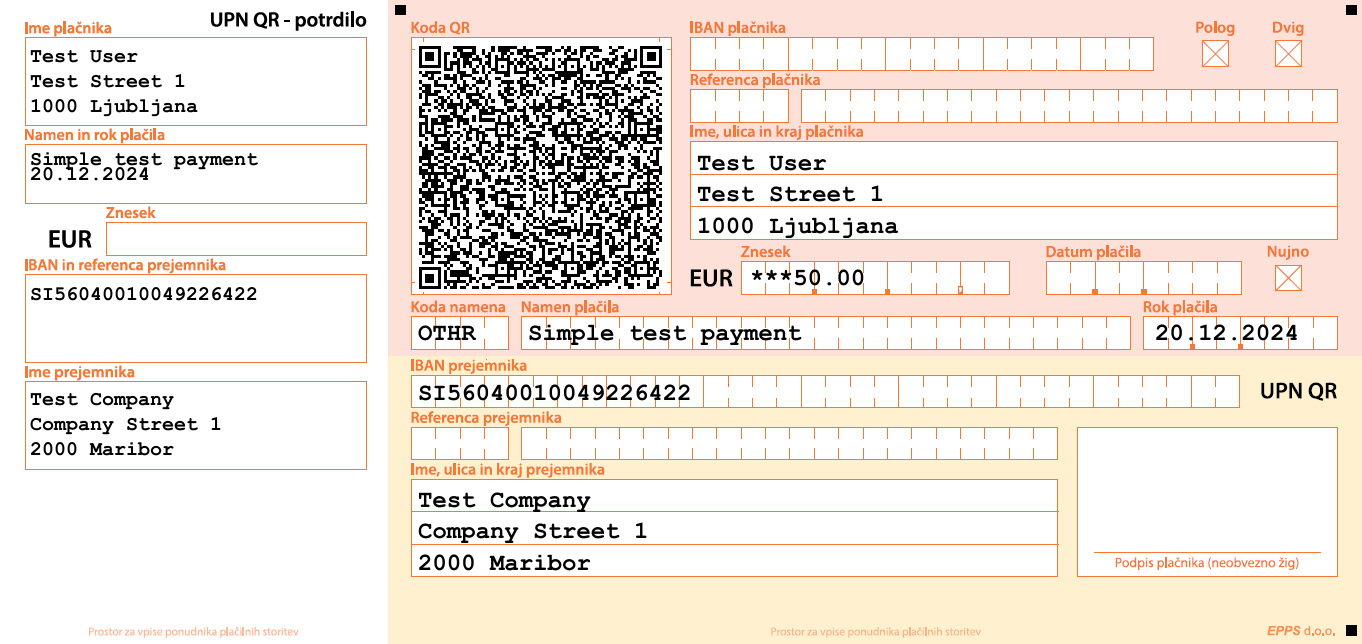 UPN QR - potrdilo
Ime plačnika
Test User
Test Street 1
1000 Ljubljana
Namen in rok plačila
Simple test payment
20.12.2024
Znesek
EUR
IBAN in referenca prejemnika
SI56040010049226422
Ime prejemnika
Test Company
Company Street 1
2000 Maribor
Prostor za vpise ponudnika plačilnih storitev
Koda QR
IBAN plačnika
Polog
Dvig
Referenca plačnika
Ime, ulica in kraj plačnika
Test User
Test Street 1
1000 Ljubljana
Znesek
Datum plačila
Nujno
EUR ***50.00
Koda namena
Namen plačila
Rok plačila
OTHR
Simple test payment
20.12.2024
IBAN prejemnika
SI56040010049226422
UPN QR
Referenca prejemnika
Ime, ulica in kraj prejemnika
Test Company
Company Street 1
2000 Maribor
Podpis plačnika (neobvezno žig)
Prostor za vpise ponudnika plačilnih storitev
EPPS d.o.o.